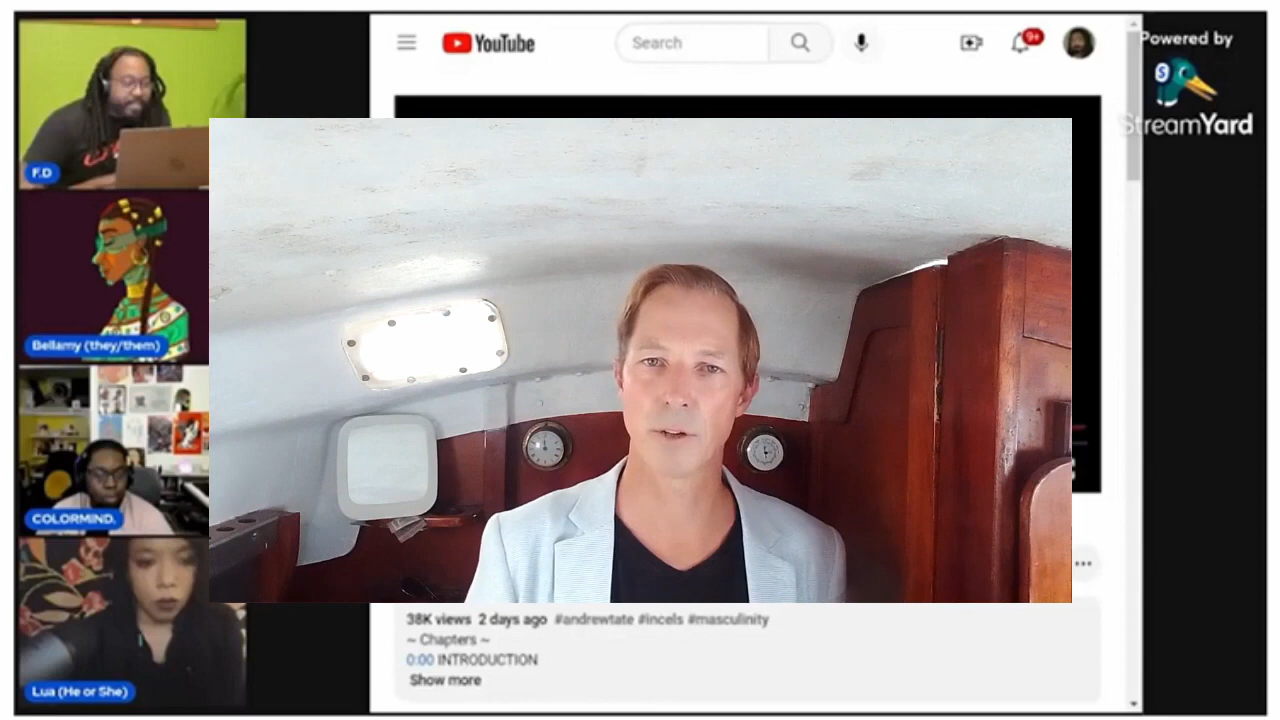 YouTube
Search
9+
Powered by
S
StreamYard
F.D
Bellamy (they/them)
COLORMIND.
Lua (He or She)
38K views 2 days ago #andrewtate #incels #masculinity
~ Chapters ~
0:00 INTRODUCTION
Show more